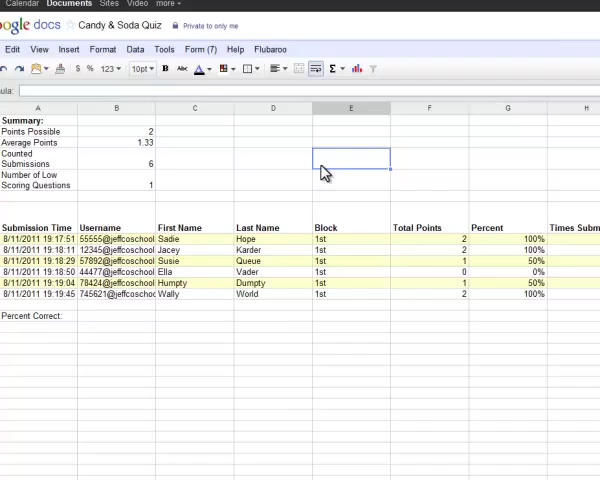 Calendar Documents Sites Video more
oogle docs Candy & Soda Quiz Private to only me
Edit View Insert Format Data Tools Form (7) Help Flubaroo
$ % 123 10pt B Abc A Σ
ula:
A B C D E F G H
Summary:
Points Possible 2
Average Points 1.33
Counted
Submissions 6
Number of Low
Scoring Questions 1
Submission Time Username First Name Last Name Block Total Points Percent Times Subm
8/11/2011 19:17:51 55555@jeffcoschool Sadie Hope 1st 2 100%
8/11/2011 19:18:11 12345@jeffcoschool Jacey Karder 1st 2 100%
8/11/2011 19:18:29 57892@jeffcoschool Susie Queue 1st 1 50%
8/11/2011 19:18:50 44477@jeffcoschool Ella Vader 1st 0 0%
8/11/2011 19:19:04 78424@jeffcoschool Humpty Dumpty 1st 1 50%
8/11/2011 19:19:45 745621@jeffcoschoo Wally World 1st 2 100%
Percent Correct: